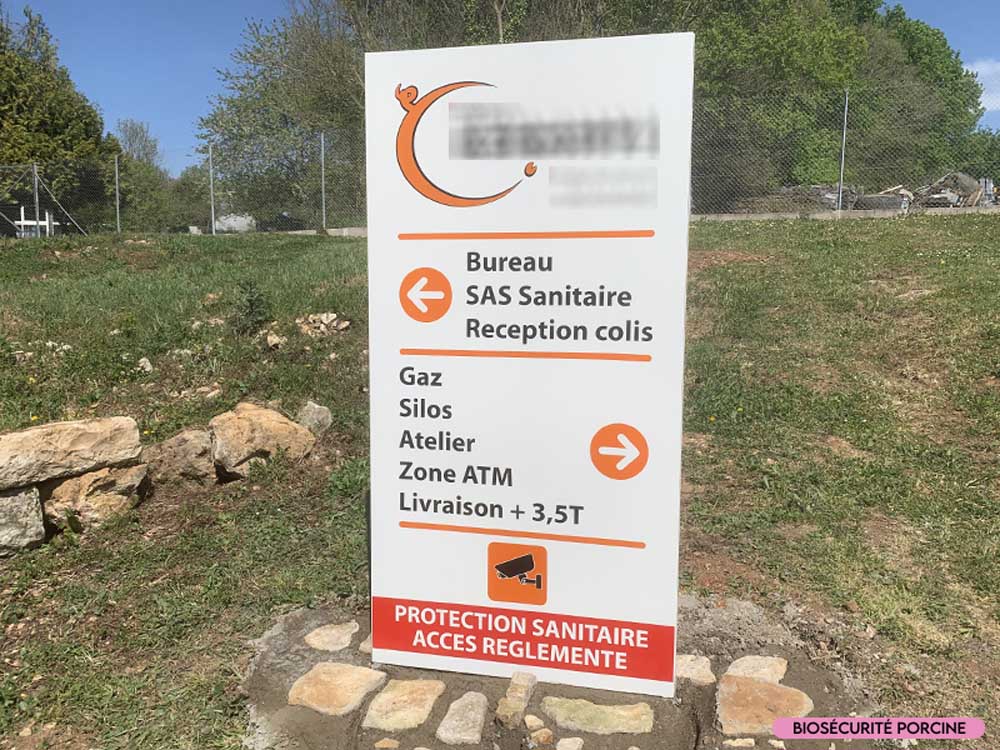 Bureau
SAS Sanitaire
Reception colis
Gaz
Silos
Atelier
Zone ATM
Livraison + 3,5T
PROTECTION SANITAIRE
ACCES REGLEMENTE
BIOSÉCURITÉ PORCINE